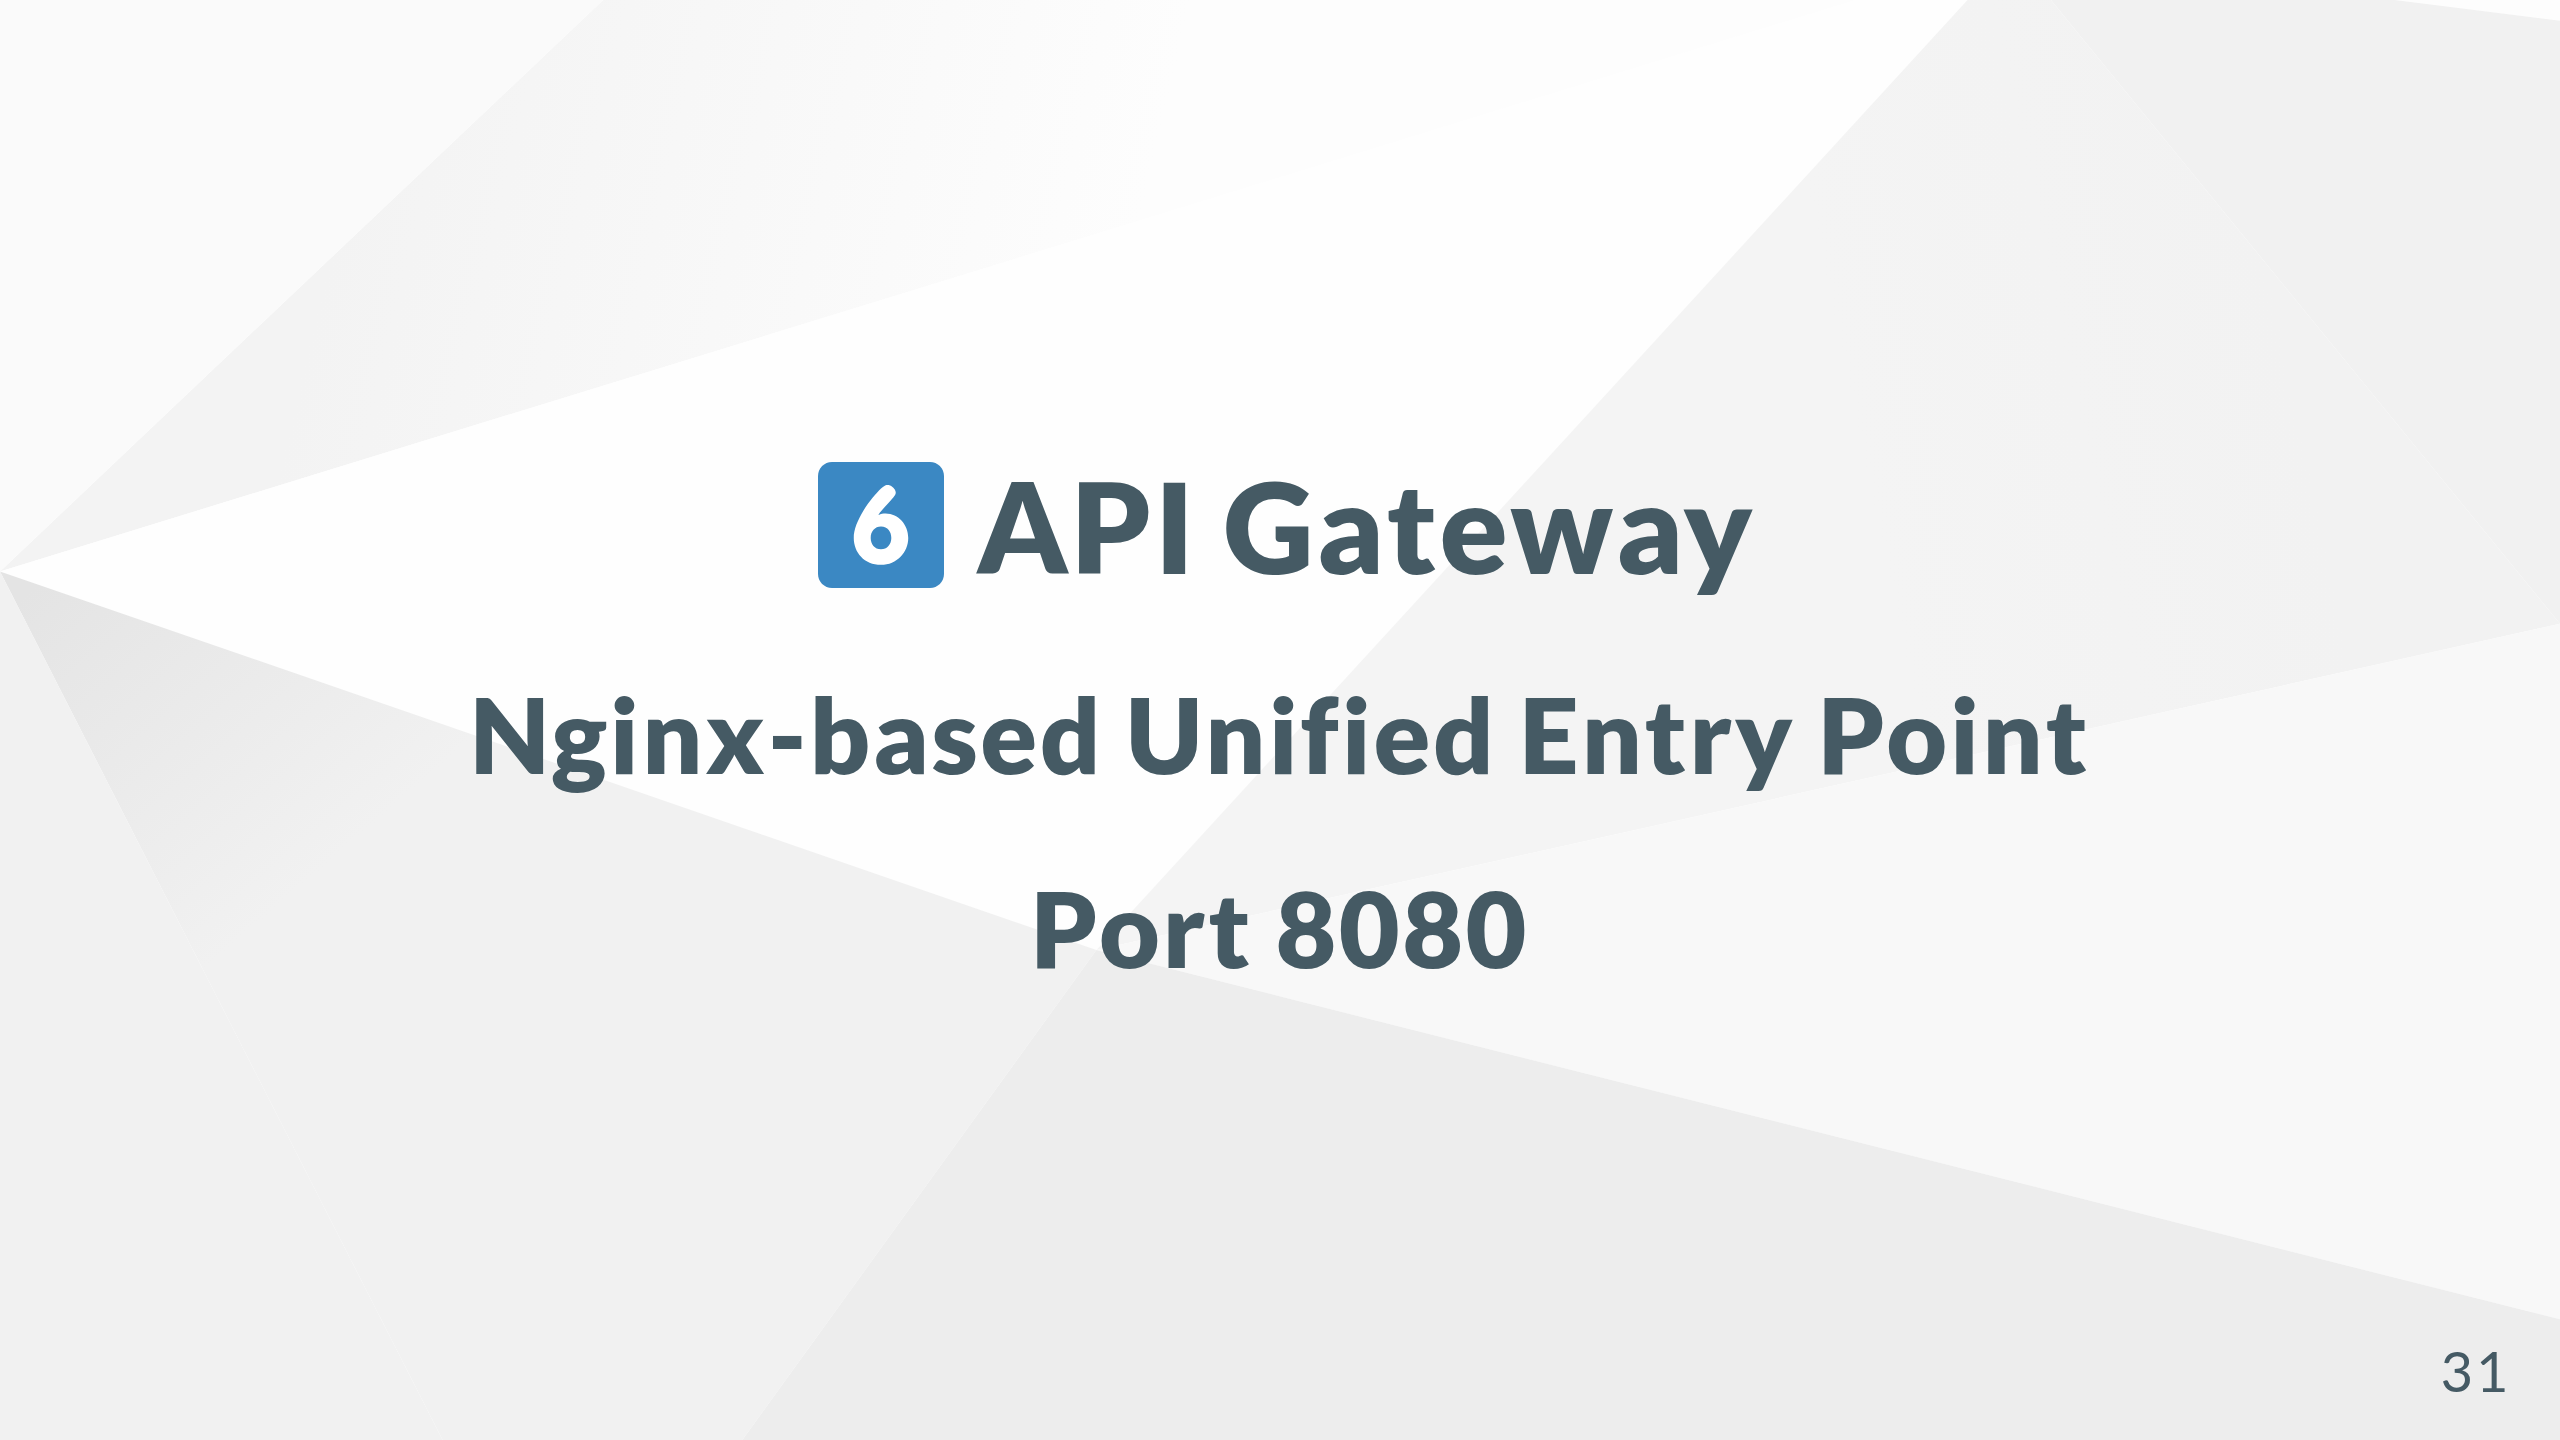 6 API Gateway
Nginx-based Unified Entry Point
Port 8080
31